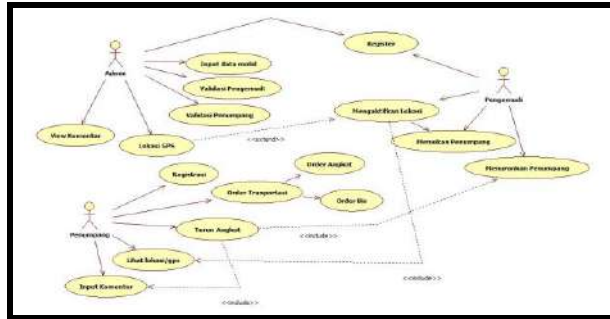 Register
Admin
Input data mobil
Validasi Pengemudi
Pengemudi
Validasi Penumpang
Mengaktifkan Lokasi
View Komentar
Lokasi GPS
<<extend>>
Menaikan Penumpang
Menurunkan Penumpang
Order Angkot
Registrasi
Order Transportasi
Order Bis
Penumpang
Turun Angkot
<<include>>
Lihat lokasi/gps
<<include>>
Input Komentar
<<include>>